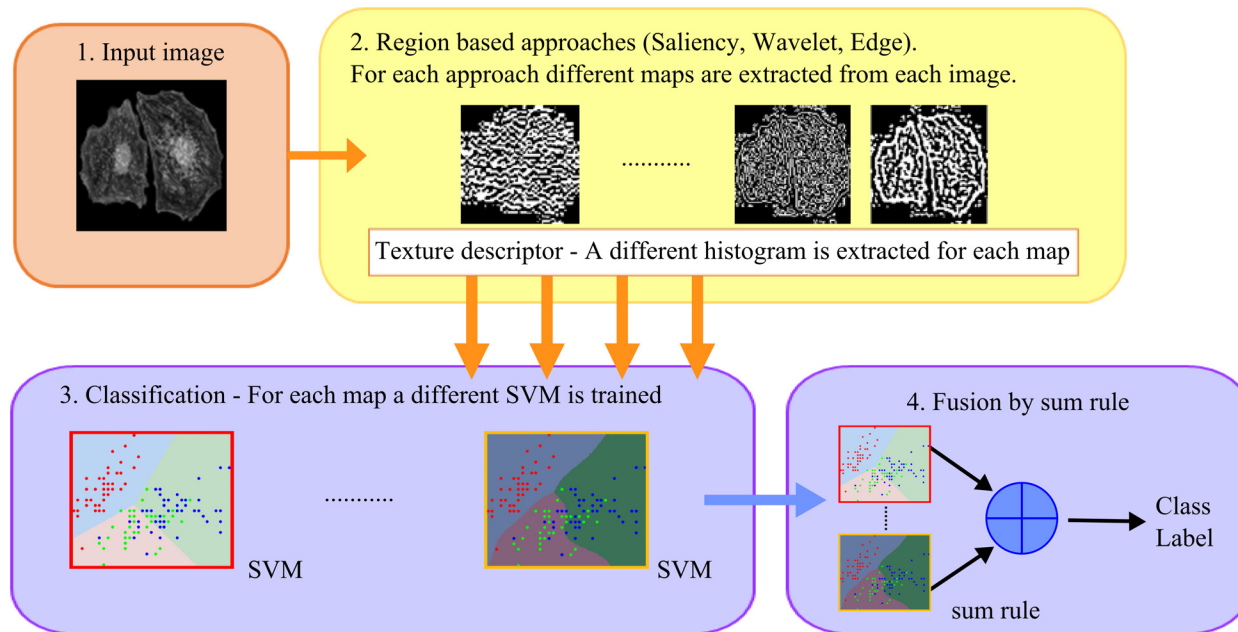 1. Input image
2. Region based approaches (Saliency, Wavelet, Edge).
For each approach different maps are extracted from each image.
...........
Texture descriptor - A different histogram is extracted for each map
3. Classification - For each map a different SVM is trained
...........
SVM
SVM
4. Fusion by sum rule
......
Class
Label
sum rule